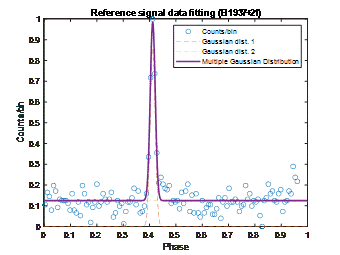 Reference signal data fitting (B1937+21)
Counts/bin
Gaussian dist. 1
Gaussian dist. 2
Multiple Gaussian Distribution
1
0.9
0.8
0.7
0.6
0.5
0.4
0.3
0.2
0.1
0
Counts/bin
0 0.1 0.2 0.3 0.4 0.5 0.6 0.7 0.8 0.9 1
Phase